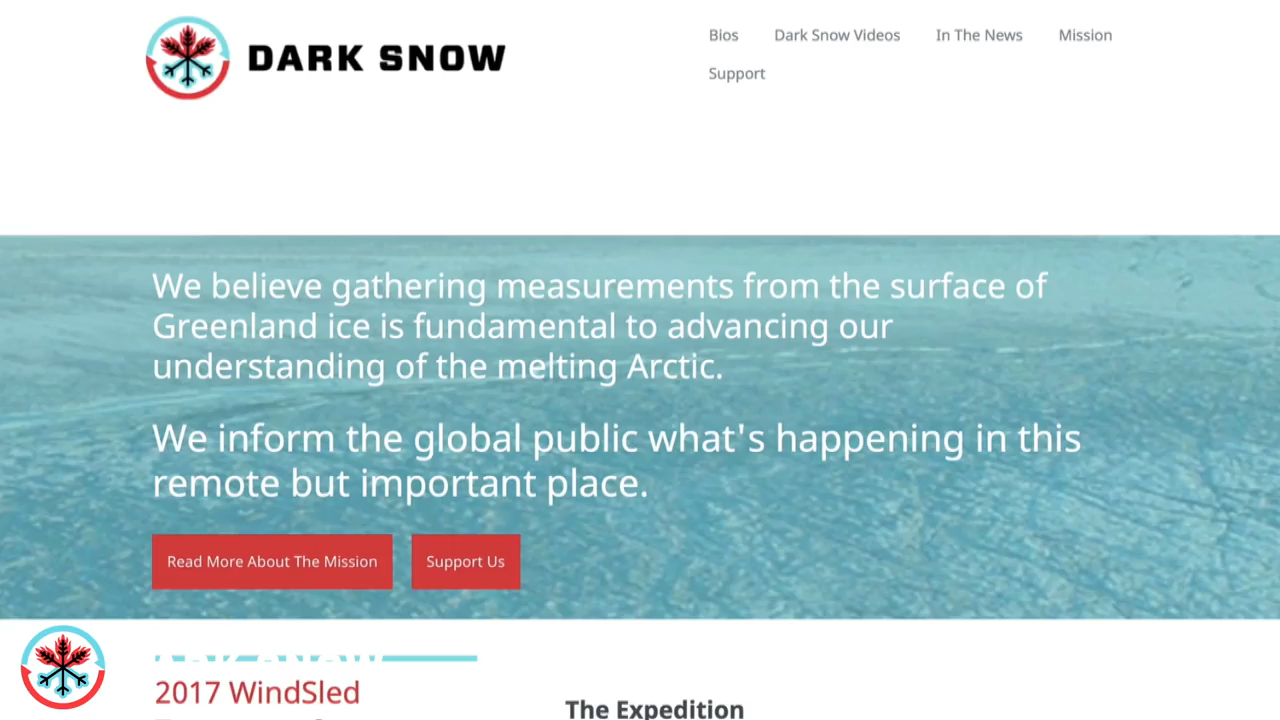 DARK SNOW
Bios Dark Snow Videos In The News Mission
Support
We believe gathering measurements from the surface of
Greenland ice is fundamental to advancing our
understanding of the melting Arctic.
We inform the global public what's happening in this
remote but important place.
Read More About The Mission Support Us
2017 WindSled
The Expedition